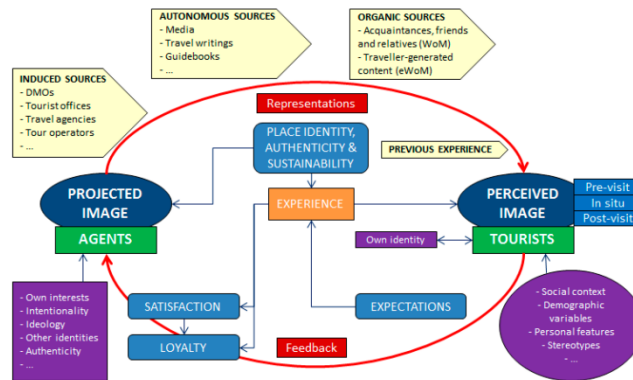 AUTONOMOUS SOURCES
- Media
- Travel writings
- Guidebooks
- ...
ORGANIC SOURCES
- Acquaintances, friends
and relatives (WoM)
- Traveller-generated
content (eWoM)
INDUCED SOURCES
- DMOs
- Tourist offices
- Travel agencies
- Tour operators
- ...
Representations
PLACE IDENTITY,
AUTHENTICITY &
SUSTAINABILITY
PREVIOUS EXPERIENCE
PROJECTED
IMAGE
AGENTS
EXPERIENCE
PERCEIVED
IMAGE
TOURISTS
Pre-visit
In situ
Post-visit
Own identity
- Own interests
- Intentionality
- Ideology
- Other identities
- Authenticity
- ...
SATISFACTION
LOYALTY
EXPECTATIONS
Feedback
- Social context
- Demographic
variables
- Personal features
- Stereotypes
- ...